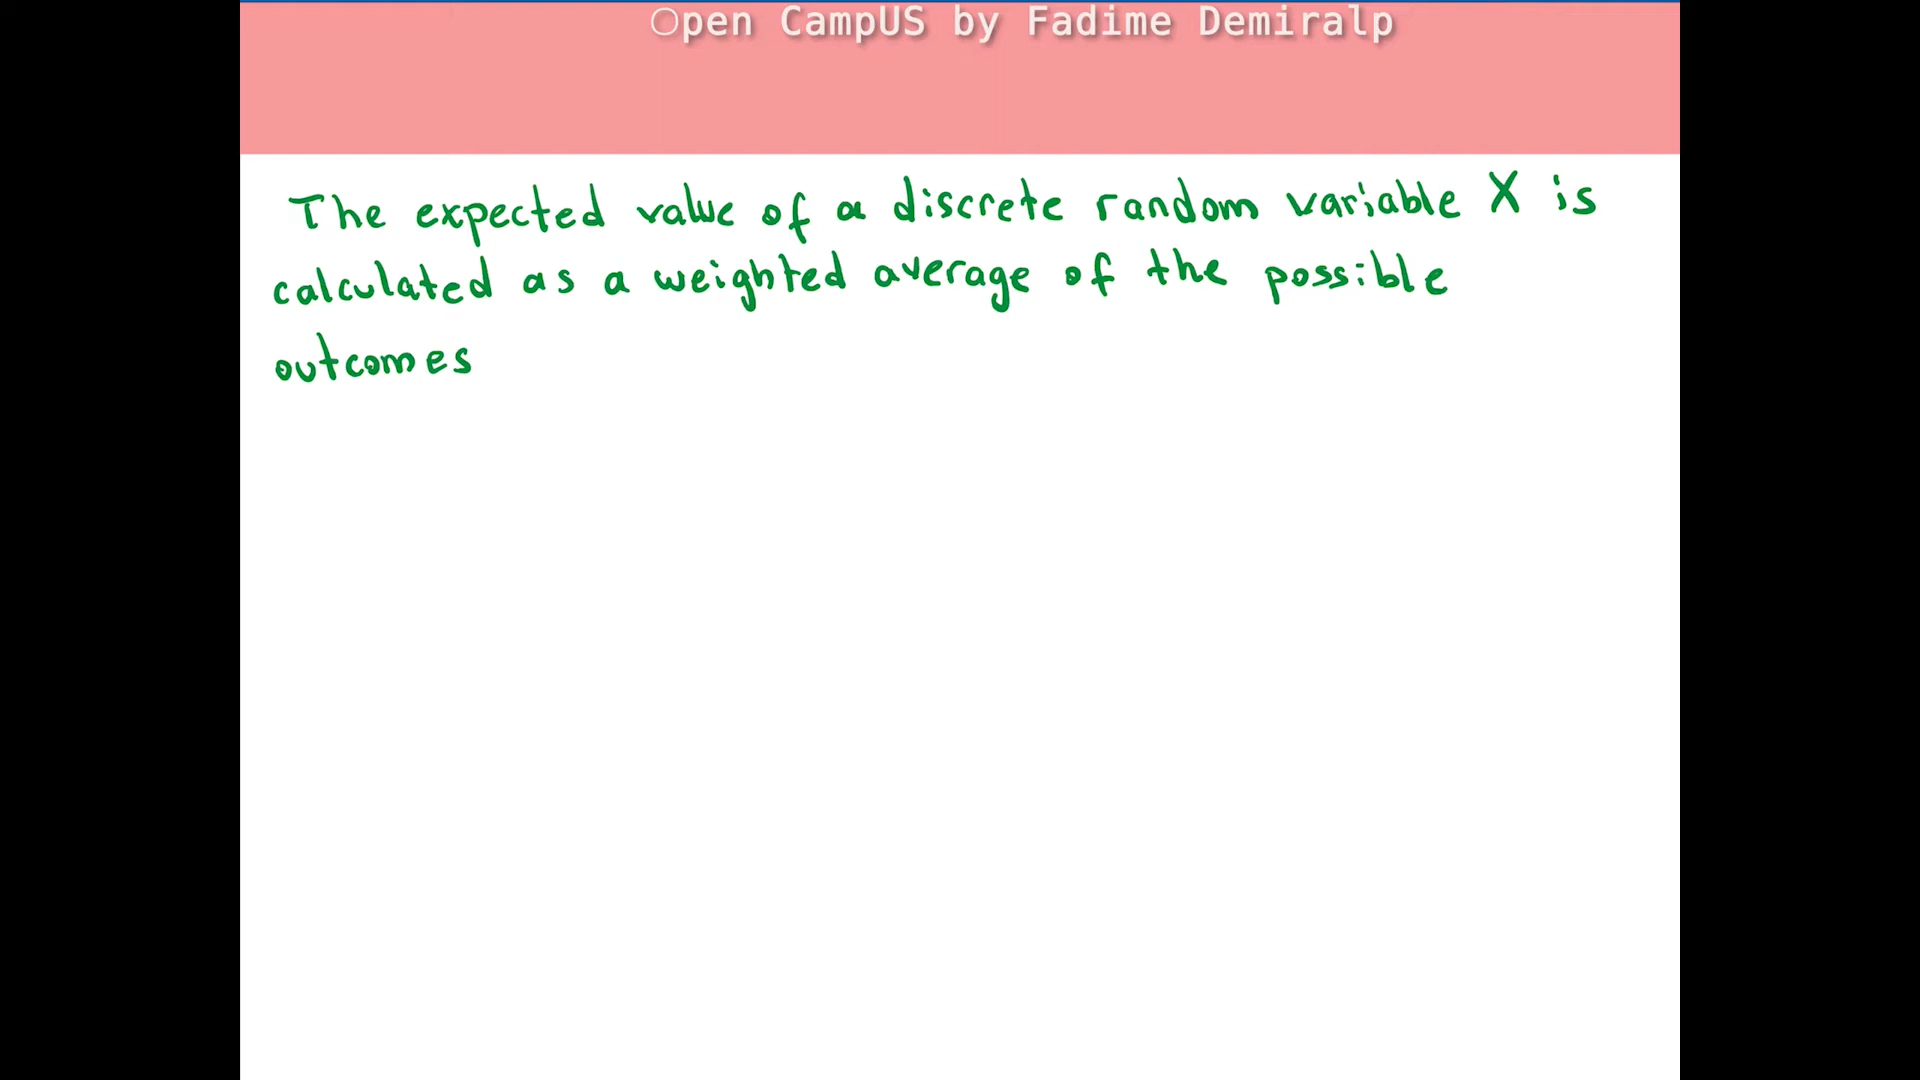 Open CampUS by Fadime Demiralp
The expected value of a discrete random variable X is
calculated as a weighted average of the possible
outcomes